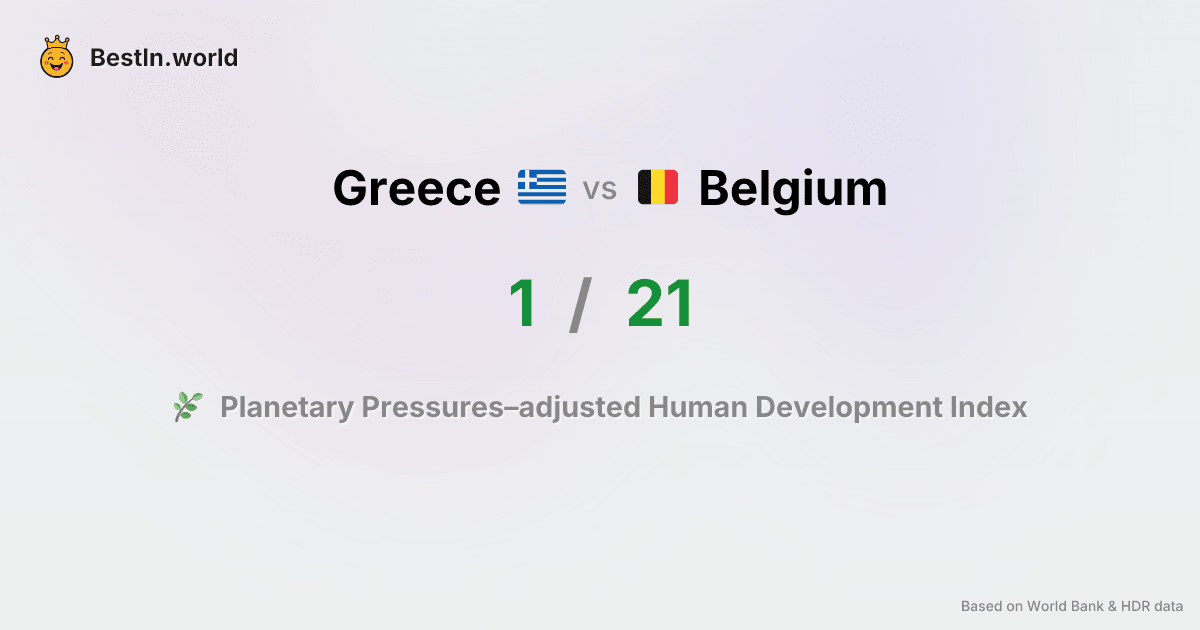 BestIn.world
Greece vs Belgium
1 / 21
Planetary Pressures–adjusted Human Development Index
Based on World Bank & HDR data